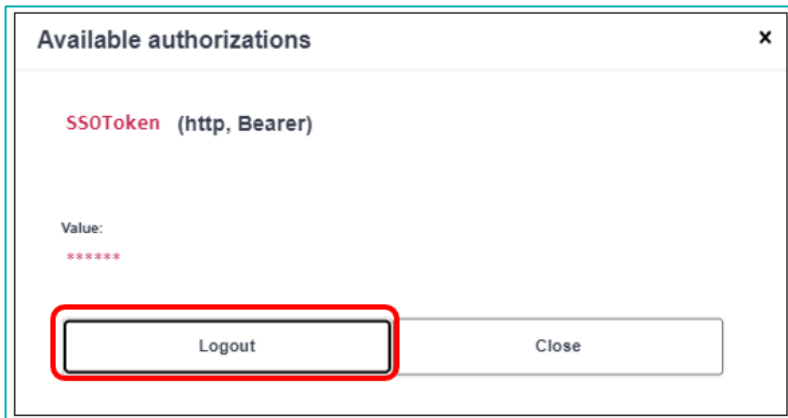 Available authorizations x
SSOToken (http, Bearer)
Value:
******
Logout Close